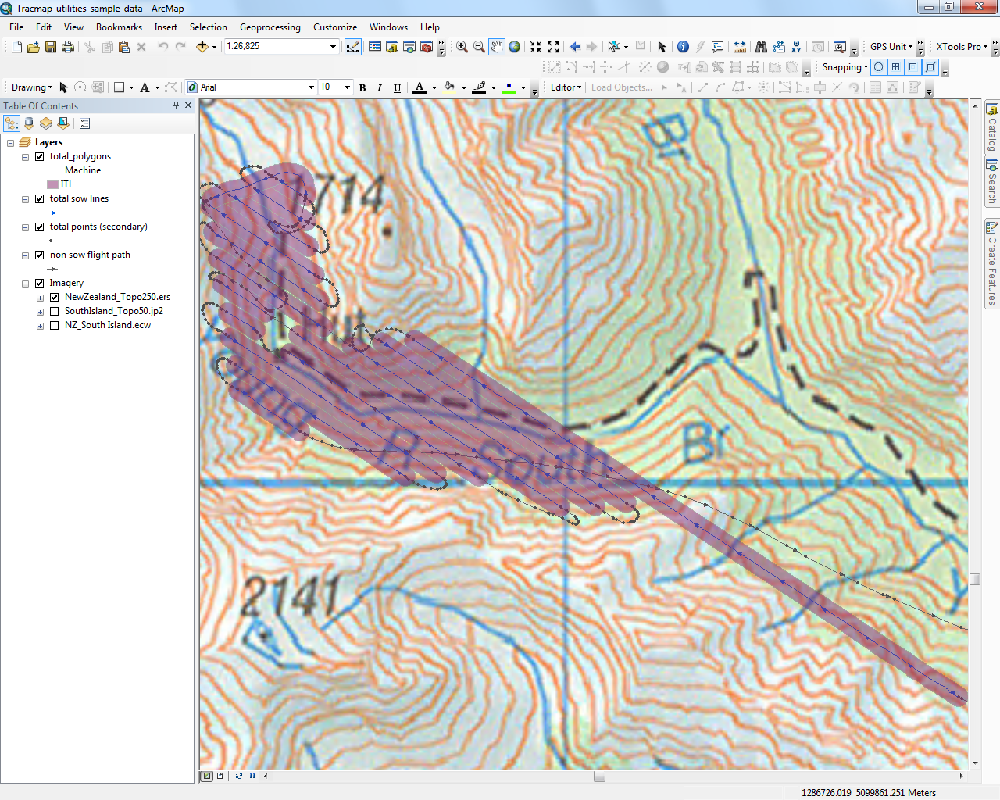 Tracmap_utilities_sample_data - ArcMap
File Edit View Bookmarks Insert Selection Geoprocessing Customize Windows Help
1:26,825
GPS Unit
XTools Pro
Snapping
Drawing
Arial
10
B I U A
Editor
Load Objects...
Table Of Contents
Layers
total_polygons
Machine
ITL
total sow lines
total points (secondary)
non sow flight path
Imagery
NewZealand_Topo250.ers
SouthIsland_Topo50.jp2
NZ_South Island.ecw
Catalog
Search
Create Features
Br
1714
Hut
R
South
Br
2141
1286726.019 5099861.251 Meters